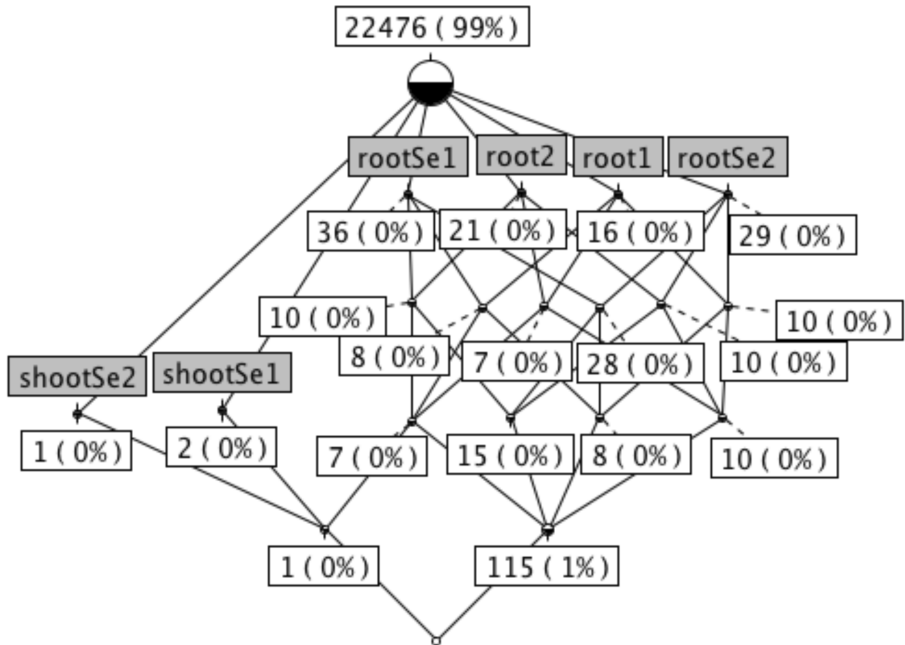 22476 ( 99% )
rootSe1
root2
root1
rootSe2
36 ( 0% )
21 ( 0% )
16 ( 0% )
29 ( 0% )
10 ( 0% )
8 ( 0% )
7 ( 0% )
28 ( 0% )
10 ( 0% )
10 ( 0% )
shootSe2
shootSe1
1 ( 0% )
2 ( 0% )
7 ( 0% )
15 ( 0% )
8 ( 0% )
10 ( 0% )
1 ( 0% )
115 ( 1% )